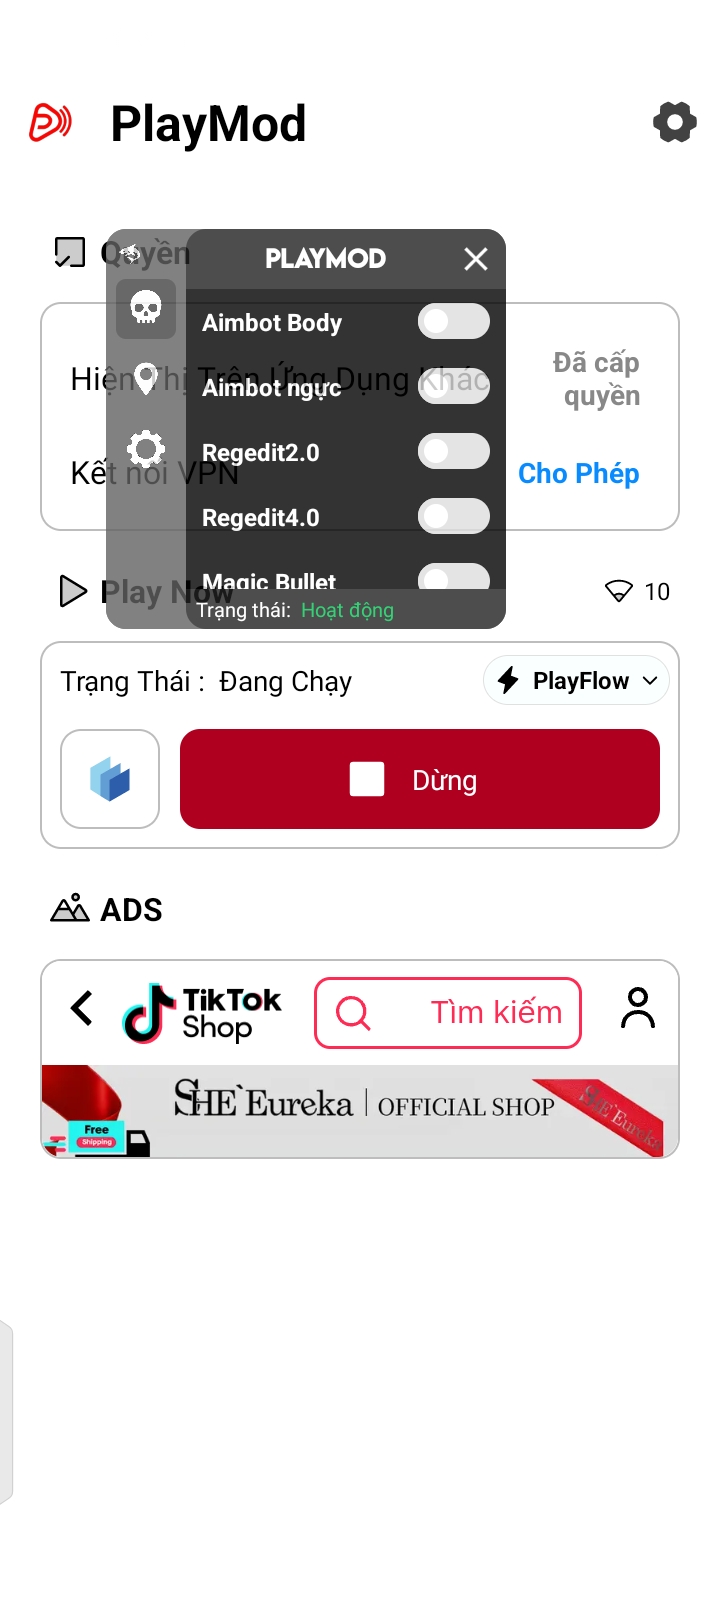 PlayMod
Quyền
PLAYMOD
Aimbot Body
Hiện Thị Trên Ứng Dụng Khác
Đã cấp
quyền
Aimbot ngực
Regedit2.0
Kết nối VPN
Cho Phép
Regedit4.0
Magic Bullet
Play Now
10
Trạng thái: Hoạt động
Trạng Thái : Đang Chạy
PlayFlow
Dừng
ADS
TikTok
Shop
Tìm kiếm
SHE`Eureka | OFFICIAL SHOP
SHE`Eureka
Free
Shipping